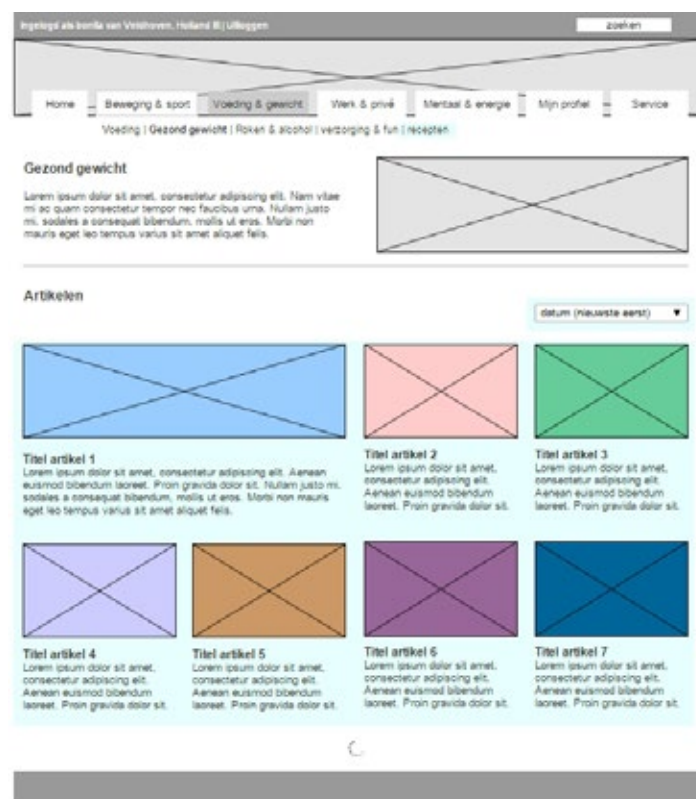 Ingelogd als bonita van Veldhoven, Holland III | Uitloggen
zoeken
Home
Beweging & sport
Voeding & gewicht
Werk & privé
Mentaal & energie
Mijn profiel
Service
Voeding | Gezond gewicht | Roken & alcohol | verzorging & fun | recepten
Gezond gewicht
Lorem ipsum dolor sit amet, consectetur adipiscing elit. Nam vitae
mi ac quam consectetur tempor nec faucibus urna. Nullam justo
mi, sodales a consequat bibendum, mollis ut eros. Morbi non
mauris eget leo tempus varius sit amet aliquet felis.
Artikelen
datum (nieuwste eerst)
Titel artikel 1
Lorem ipsum dolor sit amet, consectetur adipiscing elit. Aenean
euismod bibendum laoreet. Proin gravida dolor sit. Nullam justo mi,
sodales a consequat bibendum, mollis ut eros. Morbi non mauris
eget leo tempus varius sit amet aliquet felis.
Titel artikel 2
Lorem ipsum dolor sit amet,
consectetur adipiscing elit.
Aenean euismod bibendum
laoreet. Proin gravida dolor sit.
Titel artikel 3
Lorem ipsum dolor sit amet,
consectetur adipiscing elit.
Aenean euismod bibendum
laoreet. Proin gravida dolor sit.
Titel artikel 4
Lorem ipsum dolor sit amet,
consectetur adipiscing elit.
Aenean euismod bibendum
laoreet. Proin gravida dolor sit.
Titel artikel 5
Lorem ipsum dolor sit amet,
consectetur adipiscing elit.
Aenean euismod bibendum
laoreet. Proin gravida dolor sit.
Titel artikel 6
Lorem ipsum dolor sit amet,
consectetur adipiscing elit.
Aenean euismod bibendum
laoreet. Proin gravida dolor sit.
Titel artikel 7
Lorem ipsum dolor sit amet,
consectetur adipiscing elit.
Aenean euismod bibendum
laoreet. Proin gravida dolor sit.